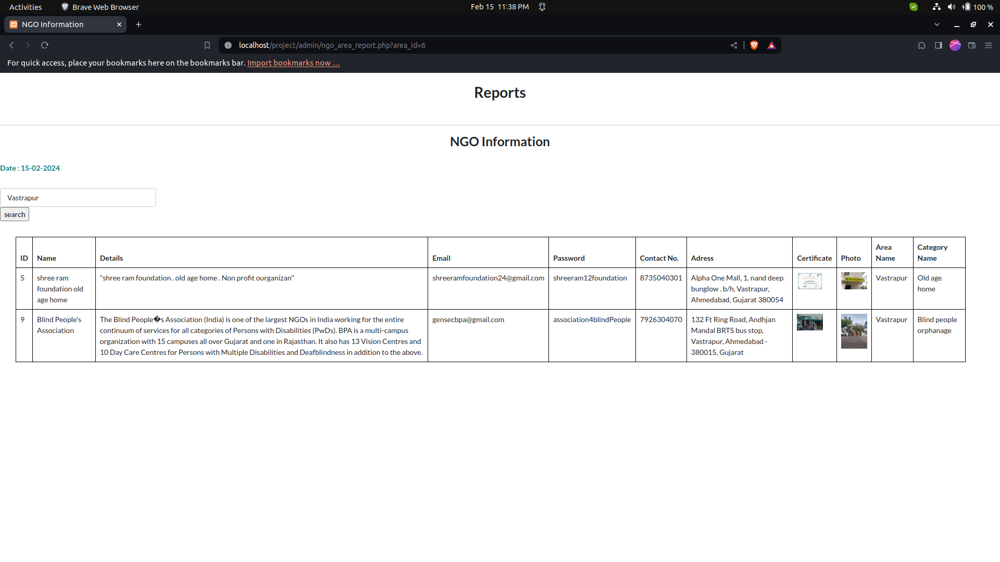 Activities Brave Web Browser Feb 15 11:38 PM 100 %
NGO Information
localhost/project/admin/ngo_area_report.php?area_id=6
For quick access, place your bookmarks here on the bookmarks bar. Import bookmarks now …
Reports
NGO Information
Date : 15-02-2024
Vastrapur
search
ID Name Details Email Password Contact No. Adress Certificate Photo Area Name Category Name
5 shree ram foundation old age home "shree ram foundation . old age home . Non profit ourganizan" shreeramfoundation24@gmail.com shreeram12foundation 8735040301 Alpha One Mall, 1. nand deep bunglow . b/h, Vastrapur, Ahmedabad, Gujarat 380054 Vastrapur Old age home
9 Blind People's Association The Blind People�s Association (India) is one of the largest NGOs in India working for the entire
continuum of services for all categories of Persons with Disabilities (PwDs). BPA is a multi-campus
organization with 15 campuses all over Gujarat and one in Rajasthan. It also has 13 Vision Centres and
10 Day Care Centres for Persons with Multiple Disabilities and Deafblindness in addition to the above.
gensecbpa@gmail.com association4blindPeople 7926304070 132 Ft Ring Road, Andhjan Mandal BRTS bus stop, Vastrapur, Ahmedabad - 380015, Gujarat Vastrapur Blind people orphanage